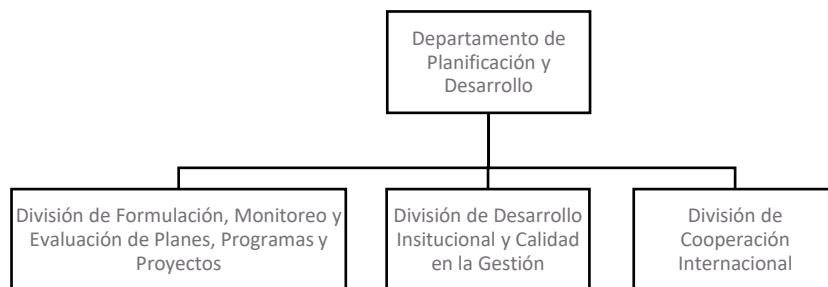 Departamento de
Planificación y
Desarrollo
División de Formulación, Monitoreo y
Evaluación de Planes, Programas y
Proyectos
División de Desarrollo
Insitucional y Calidad
en la Gestión
División de
Cooperación
Internacional